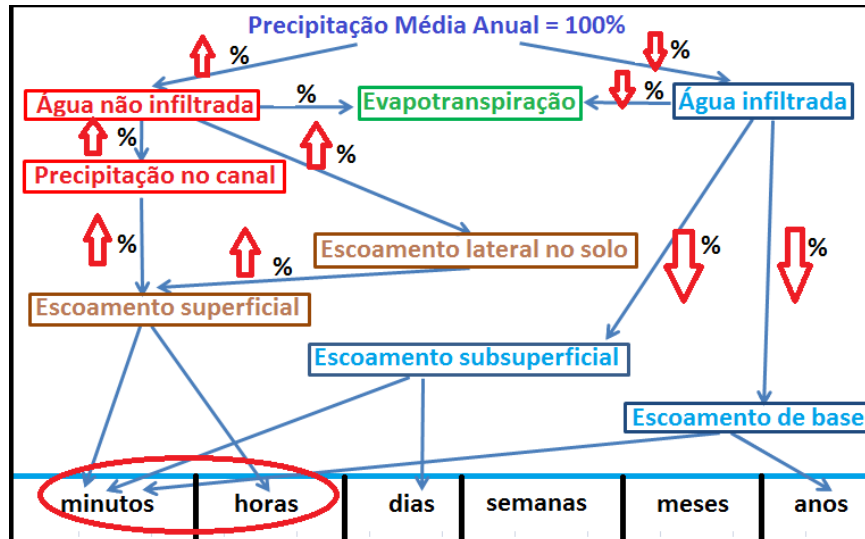 Precipitação Média Anual = 100%
%
%
Água não infiltrada
%
Evapotranspiração
%
Água infiltrada
%
%
Precipitação no canal
%
%
Escoamento lateral no solo
%
%
Escoamento superficial
Escoamento subsuperficial
Escoamento de base
minutos
horas
dias
semanas
meses
anos